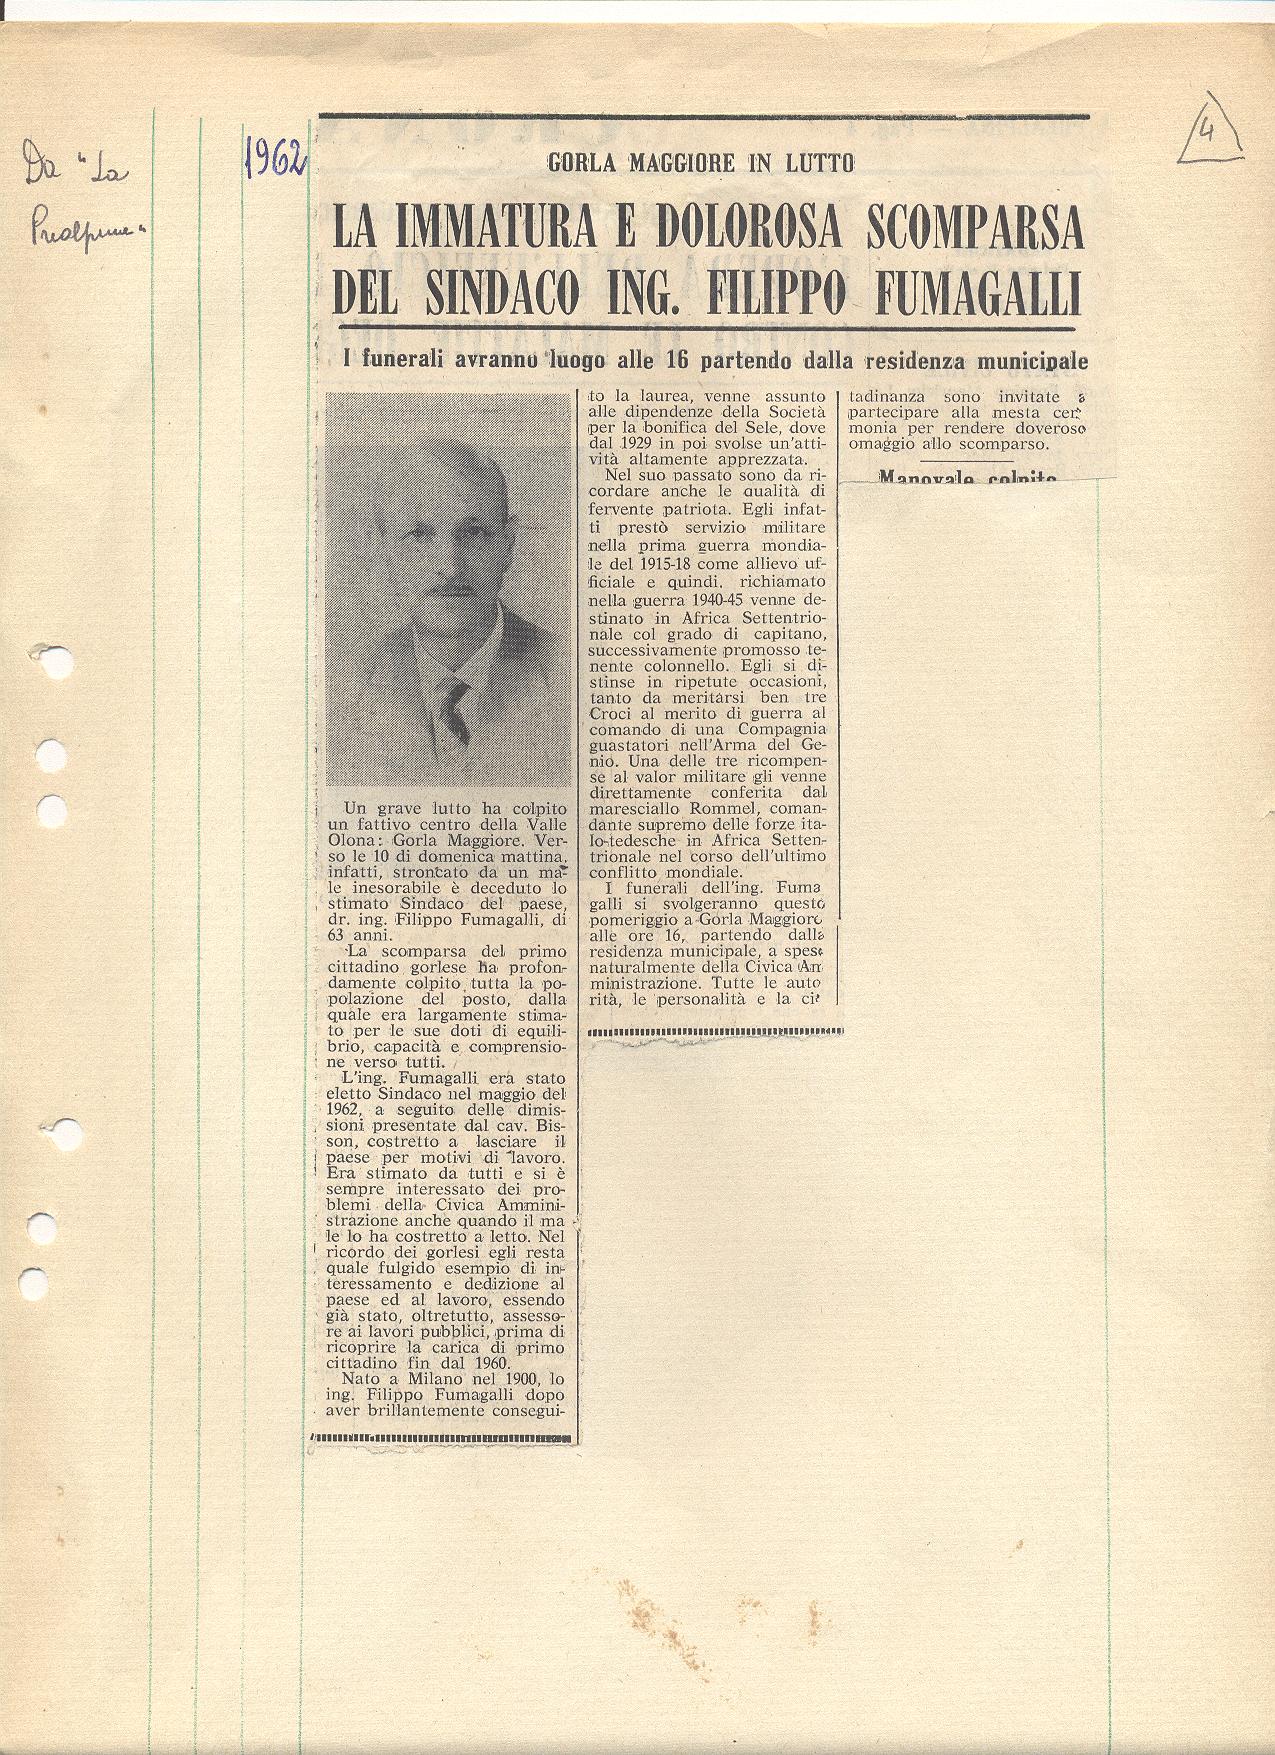 4
Da "La
Prealpina"
1962
GORLA MAGGIORE IN LUTTO
LA IMMATURA E DOLOROSA SCOMPARSA
DEL SINDACO ING. FILIPPO FUMAGALLI
I funerali avranno luogo alle 16 partendo dalla residenza municipale
Un grave lutto ha colpito
un fattivo centro della Valle
Olona: Gorla Maggiore. Ver-
so le 10 di domenica mattina,
infatti, stroncato da un ma-
le inesorabile è deceduto lo
stimato Sindaco del paese,
dr. ing. Filippo Fumagalli, di
63 anni.
La scomparsa del primo
cittadino gorlese ha profon-
damente colpito tutta la po-
polazione del posto, dalla
quale era largamente stima-
to per le sue doti di equili-
brio, capacità e comprensio-
ne verso tutti.
L'ing. Fumagalli era stato
eletto Sindaco nel maggio del
1962, a seguito delle dimis-
sioni presentate dal cav. Bis-
son, costretto a lasciare il
paese per motivi di lavoro.
Era stimato da tutti e si è
sempre interessato dei pro-
blemi della Civica Ammini-
strazione anche quando il ma
le lo ha costretto a letto. Nel
ricordo dei gorlesi egli resta
quale fulgido esempio di in-
teressamento e dedizione al
paese ed al lavoro, essendo
già stato, oltretutto, assesso-
re ai lavori pubblici, prima di
ricoprire la carica di primo
cittadino fin dal 1960.
Nato a Milano nel 1900, lo
ing. Filippo Fumagalli dopo
aver brillantemente consegui-
to la laurea, venne assunto
alle dipendenze della Società
per la bonifica del Sele, dove
dal 1929 in poi svolse un'atti-
vità altamente apprezzata.
Nel suo passato sono da ri-
cordare anche le qualità di
fervente patriota. Egli infat-
ti prestò servizio militare
nella prima guerra mondia-
le del 1915-18 come allievo uf-
ficiale e quindi, richiamato
nella guerra 1940-45 venne de-
stinato in Africa Settentrio-
nale col grado di capitano,
successivamente promosso te-
nente colonnello. Egli si di-
stinse in ripetute occasioni,
tanto da meritarsi ben tre
Croci al merito di guerra al
comando di una Compagnia
guastatori nell'Arma del Ge-
nio. Una delle tre ricompen-
se al valor militare gli venne
direttamente conferita dal
maresciallo Rommel, coman-
dante supremo delle forze ita-
lo-tedesche in Africa Setten-
trionale nel corso dell'ultimo
conflitto mondiale.
I funerali dell'ing. Fuma
galli si svolgeranno questo
pomeriggio a Gorla Maggiore
alle ore 16, partendo dalla
residenza municipale, a spese
naturalmente della Civica Am
ministrazione. Tutte le auto
rità, le personalità e la cit
tadinanza sono invitate a
partecipare alla mesta ceri
monia per rendere doveroso
omaggio allo scomparso.
Manovale colpito